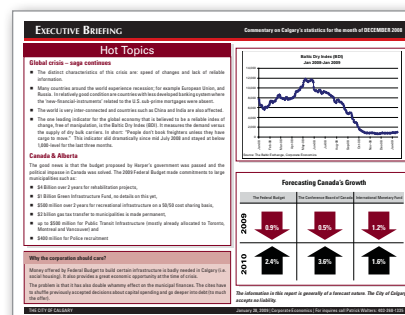 EXECUTIVE BRIEFING
Commentary on Calgary's statistics for the month of DECEMBER 2008
Hot Topics
Global crisis – saga continues
The distinct characteristics of this crisis are: speed of changes and lack of reliable
information.
Many countries around the world experience recession; for example European Union, and
Russia. In relatively good condition are countries with less developed banking system where
the 'new-financial-instruments' related to the U.S. sub-prime mortgages were absent.
The world is very inter-connected and countries such as China and India are also affected.
The one leading indicator for the global economy that is believed to be a reliable index of
change, free of manipulation, is the Baltic Dry Index (BDI). It measures the demand versus
the supply of dry bulk carriers. In short: "People don't book freighters unless they have
cargo to move." This indicator slid dramatically since mid July 2008 and stayed at below
1,000-level for the last three months.
Canada & Alberta
The good news is that the budget proposed by Harper's government was passed and the
political impasse in Canada was solved. The 2009 Federal Budget made commitments to large
municipalities such as:
$4 Billion over 2 years for rehabilitation projects,
$1 Billion Green Infrastructure Fund, no details on this yet,
$500 million over 2 years for recreational infrastructure on a 50/50 cost sharing basis,
$2 billion gas tax transfer to municipalities is made permanent;
up to $500 million for Public Transit Infrastructure (mostly already allocated to Toronto,
Montreal and Vancouver) and
$400 million for Police recruitment
Why the corporation should care?
Money offered by Federal Budget to build certain infrastructure is badly needed in Calgary (i.e.
social housing). It also provides a great economic opportunity at the time of crisis.
The problem is that it has also double whammy effect on the municipal finances. The cities have
to shuffle previously accepted decisions about capital spending and go deeper into debt (to match
the offer).
Baltic Dry Index (BDI)
Jan 2008-Jan 2009
Source: The Baltic Exchange, Corporate Economics
Forecasting Canada's Growth
The Federal Budget
The Conference Board of Canada
International Monetary Fund
2009
0.9%
0.5%
1.2%
2010
2.4%
3.6%
1.6%
The information in this report is generally of a forecast nature. The City of Calgary
accepts no liability.
THE CITY OF CALGARY
January 28, 2009 | Corporate Economics | For inquires call Patrick Walters: 403-268-1335